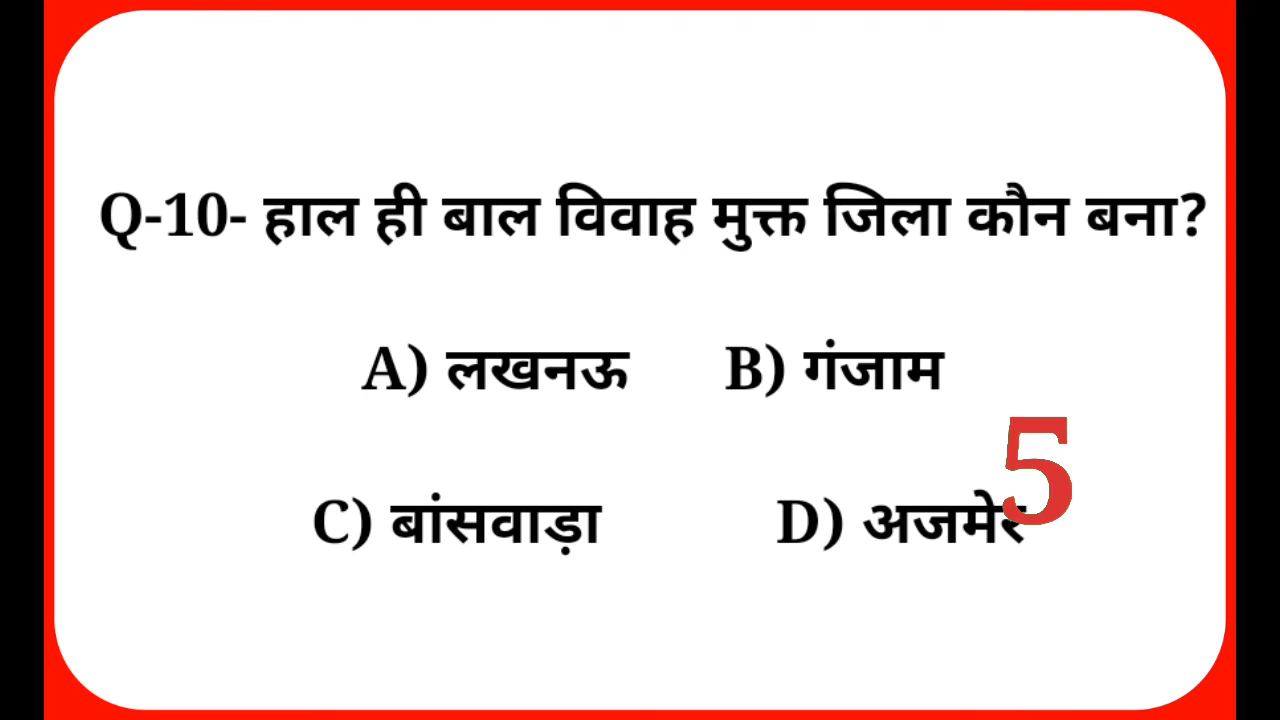 Q-10- हाल ही बाल विवाह मुक्त जिला कौन बना?
A) लखनऊ B) गंजाम
5
C) बांसवाड़ा D) अजमेर